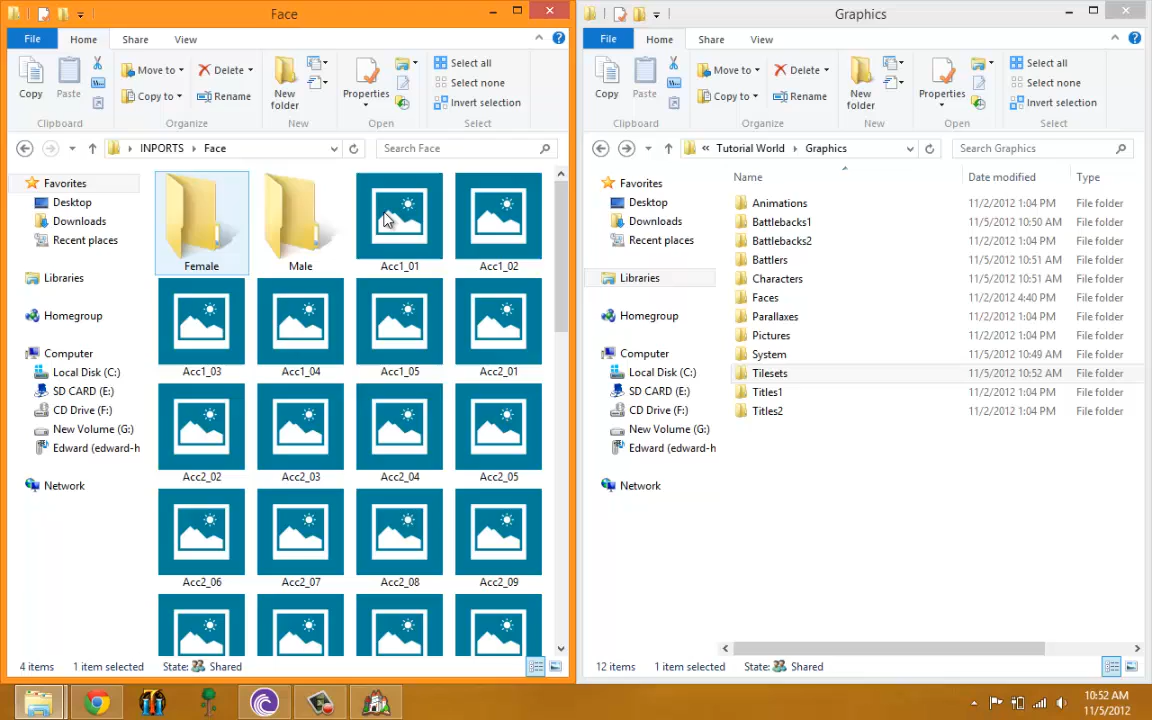 Face
File Home Share View
Copy
Paste
Move to
Copy to
Delete
Rename
New
folder
Properties
Select all
Select none
Invert selection
Clipboard Organize New Open Select
INPORTS Face
Search Face
Favorites
Desktop
Downloads
Recent places
Libraries
Homegroup
Computer
Local Disk (C:)
SD CARD (E:)
CD Drive (F:)
New Volume (G:)
Edward (edward-h
Network
Female Male Acc1_01 Acc1_02
Acc1_03 Acc1_04 Acc1_05 Acc2_01
Acc2_02 Acc2_03 Acc2_04 Acc2_05
Acc2_06 Acc2_07 Acc2_08 Acc2_09
4 items 1 item selected State: Shared
Graphics
File Home Share View
Copy
Paste
Move to
Copy to
Delete
Rename
New
folder
Properties
Select all
Select none
Invert selection
Clipboard Organize New Open Select
« Tutorial World Graphics
Search Graphics
Favorites
Desktop
Downloads
Recent places
Libraries
Homegroup
Computer
Local Disk (C:)
SD CARD (E:)
CD Drive (F:)
New Volume (G:)
Edward (edward-h
Network
Name Date modified Type
Animations 11/2/2012 1:04 PM File folder
Battlebacks1 11/5/2012 10:50 AM File folder
Battlebacks2 11/2/2012 1:04 PM File folder
Battlers 11/5/2012 10:51 AM File folder
Characters 11/5/2012 10:51 AM File folder
Faces 11/2/2012 4:40 PM File folder
Parallaxes 11/2/2012 1:04 PM File folder
Pictures 11/2/2012 1:04 PM File folder
System 11/5/2012 10:49 AM File folder
Tilesets 11/5/2012 10:52 AM File folder
Titles1 11/2/2012 1:04 PM File folder
Titles2 11/2/2012 1:04 PM File folder
12 items 1 item selected State: Shared
10:52 AM
11/5/2012